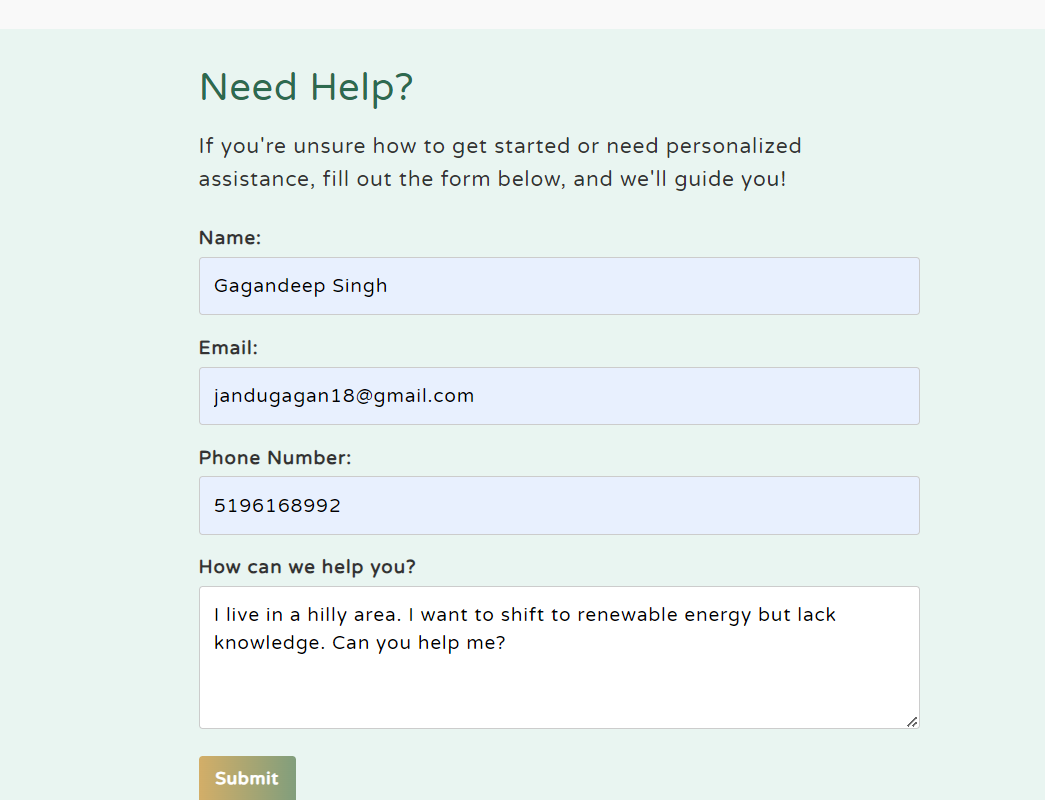 Need Help?
If you're unsure how to get started or need personalized
assistance, fill out the form below, and we'll guide you!
Name:
Gagandeep Singh
Email:
jandugagan18@gmail.com
Phone Number:
5196168992
How can we help you?
I live in a hilly area. I want to shift to renewable energy but lack
knowledge. Can you help me?
Submit